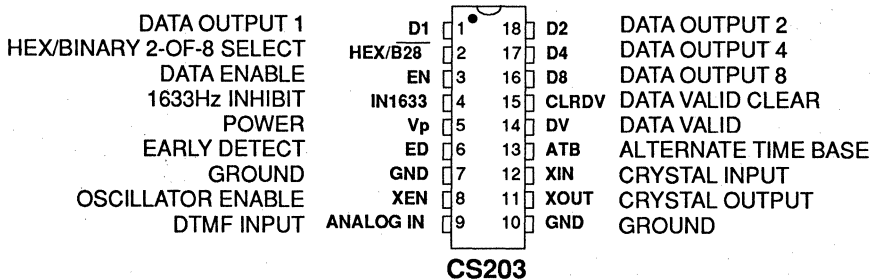 DATA OUTPUT 1 D1 1 18 D2 DATA OUTPUT 2
HEX/BINARY 2-OF-8 SELECT HEX/B28 2 17 D4 DATA OUTPUT 4
DATA ENABLE EN 3 16 D8 DATA OUTPUT 8
1633Hz INHIBIT IN1633 4 15 CLRDV DATA VALID CLEAR
POWER Vp 5 14 DV DATA VALID
EARLY DETECT ED 6 13 ATB ALTERNATE TIME BASE
GROUND GND 7 12 XIN CRYSTAL INPUT
OSCILLATOR ENABLE XEN 8 11 XOUT CRYSTAL OUTPUT
DTMF INPUT ANALOG IN 9 10 GND GROUND
CS203